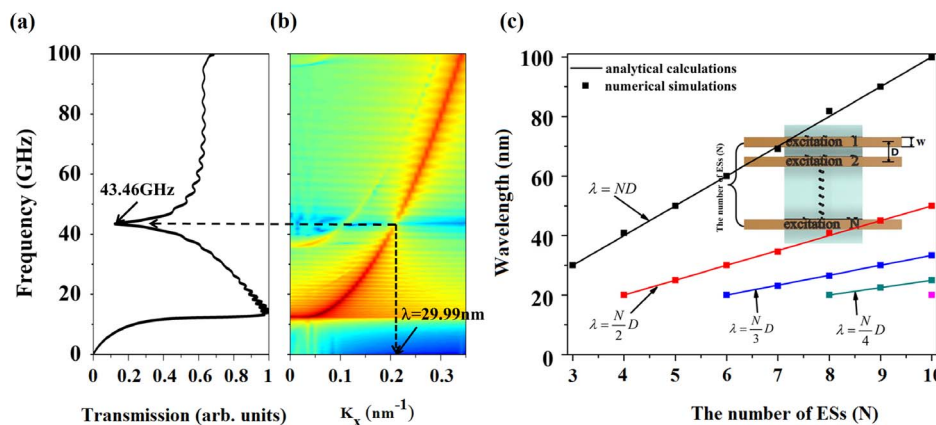 (a)
(b)
(c)
Frequency (GHz)
100
80
60
40
20
0
43.46GHz
0
0.2
0.4
0.6
0.8
1
Transmission (arb. units)
λ=29.99nm
0
0.1
0.2
0.3
Kx (nm-1)
Wavelength (nm)
100
80
60
40
20
0
analytical calculations
numerical simulations
The number of ESs (N)
excitation 1
excitation 2
excitation N
W
D
λ=ND
λ=N/2 D
λ=N/3 D
λ=N/4 D
3
4
5
6
7
8
9
10
The number of ESs (N)